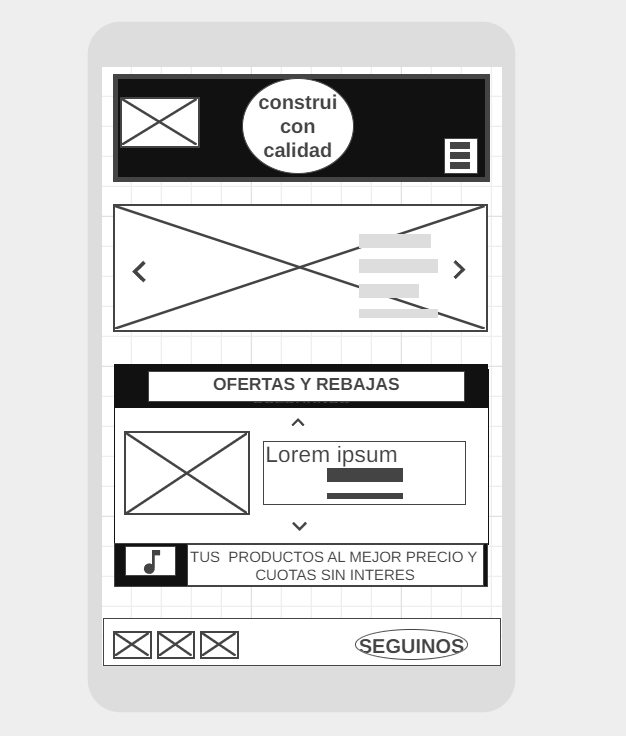 construi
con
calidad
OFERTAS Y REBAJAS
Lorem ipsum
TUS PRODUCTOS AL MEJOR PRECIO Y
CUOTAS SIN INTERES
SEGUINOS